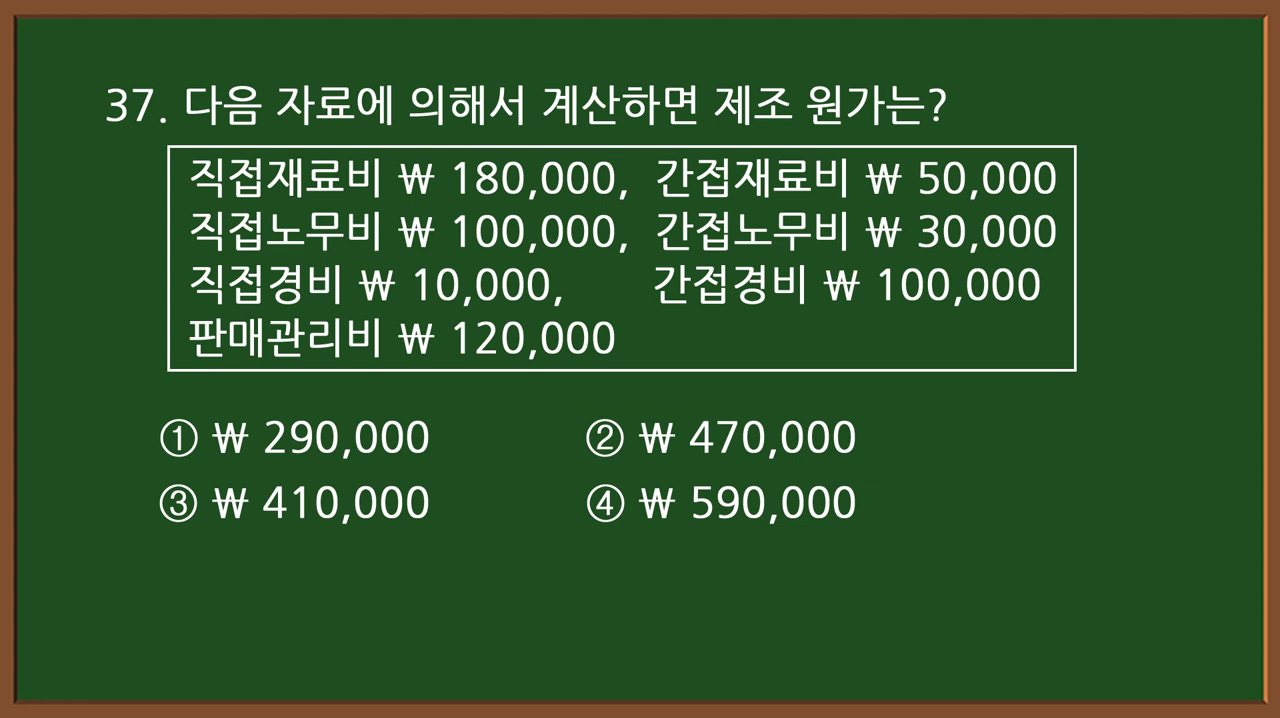 37. 다음 자료에 의해서 계산하면 제조 원가는?
직접재료비 ₩ 180,000, 간접재료비 ₩ 50,000
직접노무비 ₩ 100,000, 간접노무비 ₩ 30,000
직접경비 ₩ 10,000, 간접경비 ₩ 100,000
판매관리비 ₩ 120,000
① ₩ 290,000 ② ₩ 470,000
③ ₩ 410,000 ④ ₩ 590,000